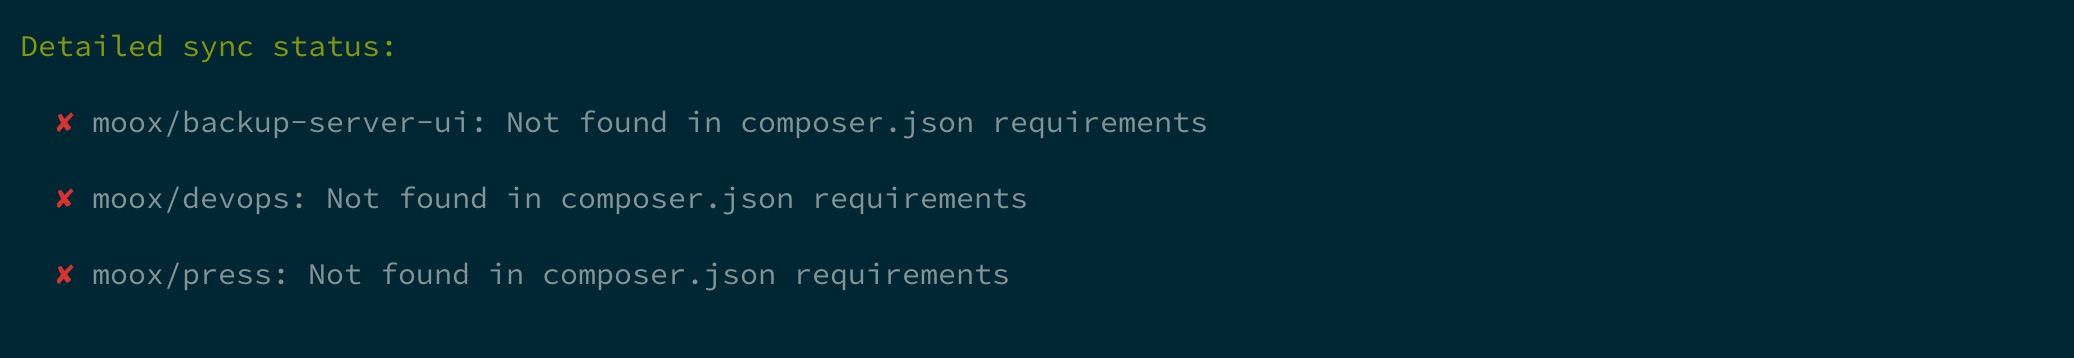 Detailed sync status:
✘ moox/backup-server-ui: Not found in composer.json requirements
✘ moox/devops: Not found in composer.json requirements
✘ moox/press: Not found in composer.json requirements